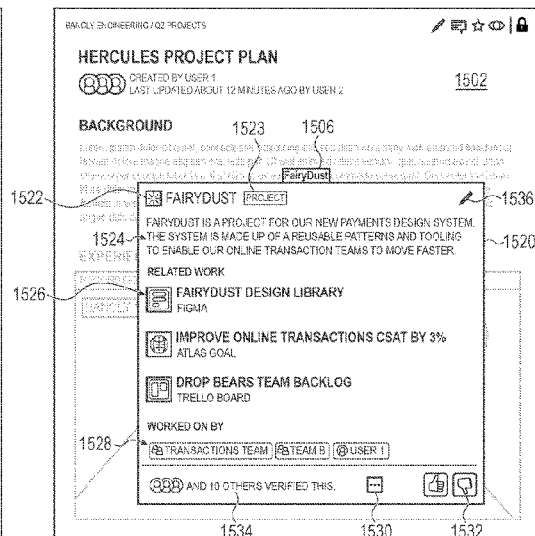 BANCLY ENGINEERING / Q2 PROJECTS
HERCULES PROJECT PLAN
1502
CREATED BY USER 1
LAST UPDATED ABOUT 12 MINUTES AGO BY USER 2
BACKGROUND
1523
1506
FairyDust
1522
FAIRYDUST
PROJECT
1536
FAIRYDUST IS A PROJECT FOR OUR NEW PAYMENTS DESIGN SYSTEM.
1524
THE SYSTEM IS MADE UP OF A REUSABLE PATTERNS AND TOOLING
1520
TO ENABLE OUR ONLINE TRANSACTION TEAMS TO MOVE FASTER.
RELATED WORK
1526
FAIRYDUST DESIGN LIBRARY
FIGMA
IMPROVE ONLINE TRANSACTIONS CSAT BY 3%
ATLAS GOAL
DROP BEARS TEAM BACKLOG
TRELLO BOARD
WORKED ON BY
1528
TRANSACTIONS TEAM
TEAM B
USER 1
AND 10 OTHERS VERIFIED THIS.
1534
1530
1532